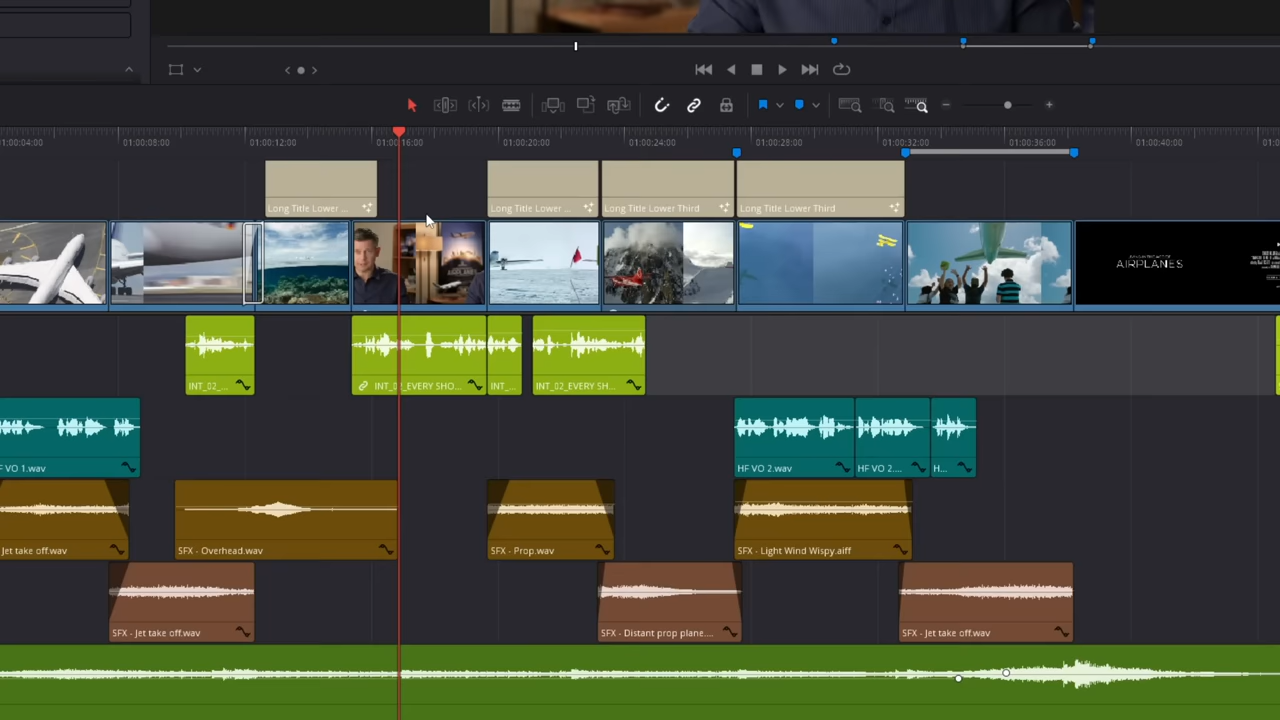 01:00:04:00 01:00:08:00 01:00:12:00 01:00:16:00 01:00:20:00 01:00:24:00 01:00:28:00 01:00:32:00 01:00:36:00 01:00:40:00 01:0
Long Title Lower ... Long Title Lower ... Long Title Lower Third Long Title Lower Third
AIRPLANES
AIRPLANES
INT_02_... INT_02_EVERY SHO... INT_... INT_02_EVERY SH...
HF VO 1.wav HF VO 2.wav HF VO 2.... H...
Jet take off.wav SFX - Overhead.wav SFX - Prop.wav SFX - Light Wind Wispy.aiff
SFX - Jet take off.wav SFX - Distant prop plane.... SFX - Jet take off.wav